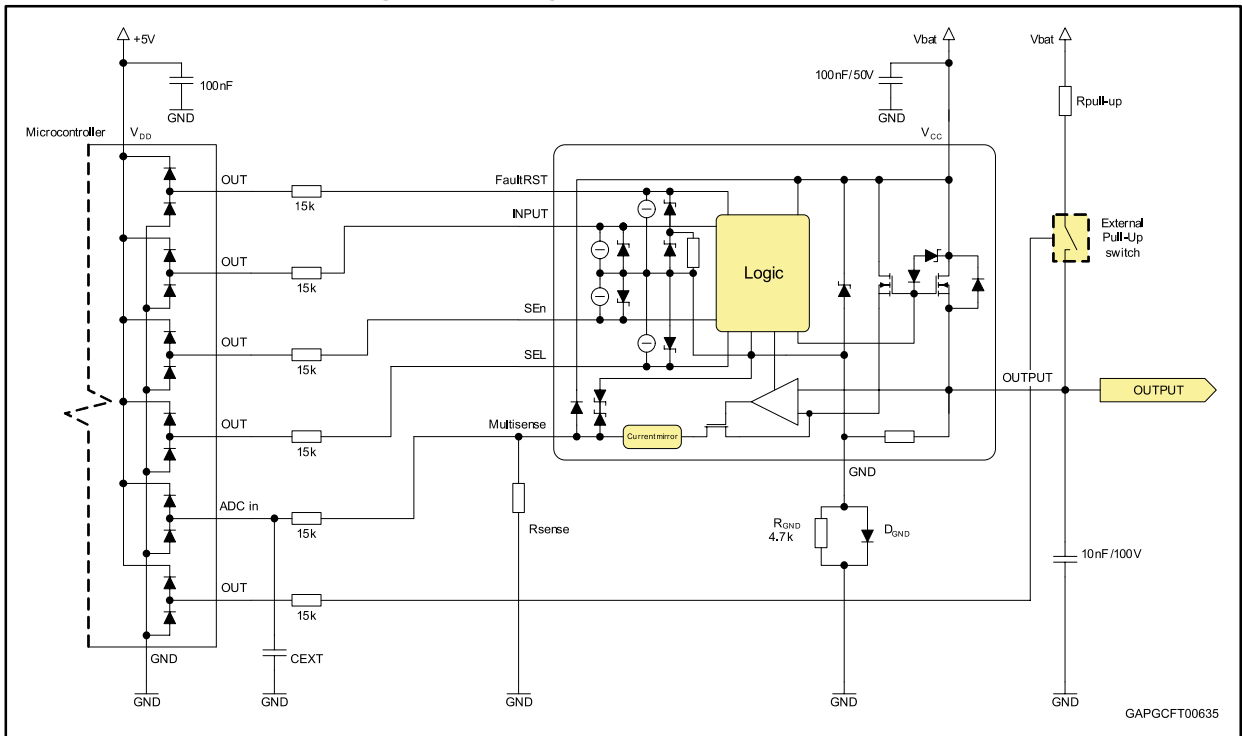 +5V
Vbat
Vbat
100nF
100nF/50V
GND
GND
Rpull-up
Microcontroller
VDD
VCC
OUT
15k
FaultRST
INPUT
OUT
15k
External
Pull-Up
switch
Logic
SEn
OUT
15k
SEL
OUTPUT
OUTPUT
OUT
15k
Multisense
Current mirror
GND
ADC in
15k
Rsense
RGND
4.7k
DGND
10nF/100V
OUT
15k
GND
CEXT
GND
GND
GND
GND
GND
GAPGCFT00635